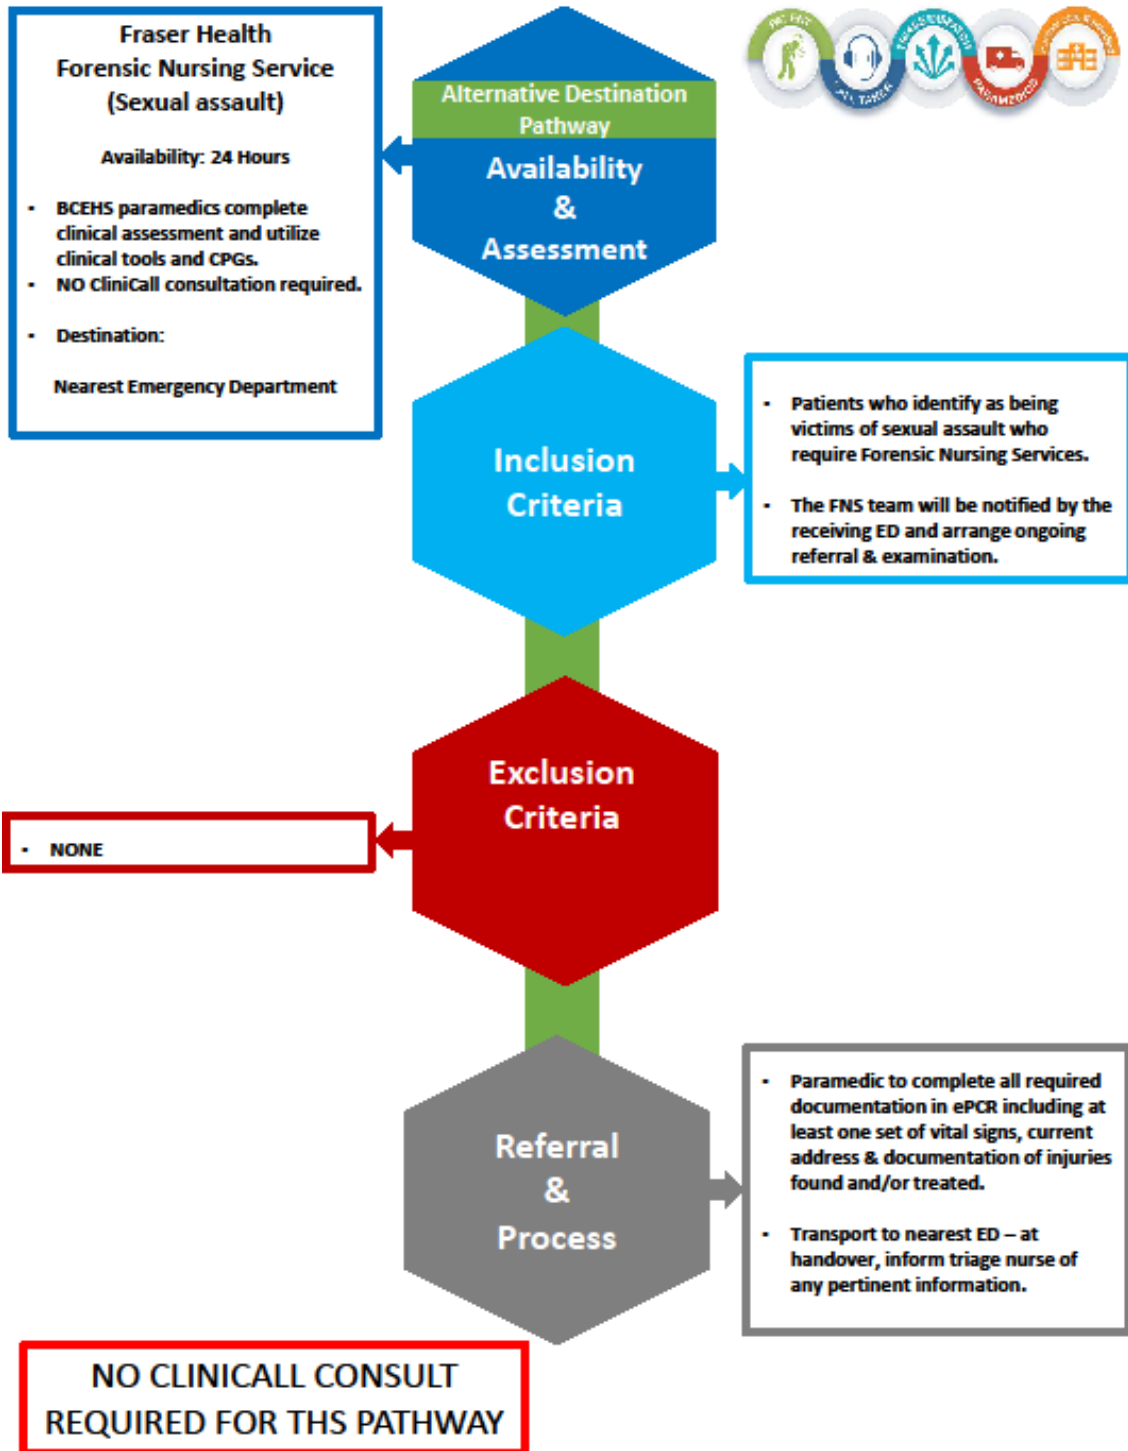 Fraser Health
Forensic Nursing Service
(Sexual assault)
Availability: 24 Hours
• BCEHS paramedics complete
clinical assessment and utilize
clinical tools and CPGs.
• NO CliniCall consultation required.
• Destination:
Nearest Emergency Department
Alternative Destination
Pathway
Availability
&
Assessment
PATIENT
CALL TAKER
PARAMEDICS
Inclusion
Criteria
• Patients who identify as being
victims of sexual assault who
require Forensic Nursing Services.
• The FNS team will be notified by the
receiving ED and arrange ongoing
referral & examination.
Exclusion
Criteria
• NONE
Referral
&
Process
• Paramedic to complete all required
documentation in ePCR including at
least one set of vital signs, current
address & documentation of injuries
found and/or treated.
• Transport to nearest ED – at
handover, inform triage nurse of
any pertinent information.
NO CLINICALL CONSULT
REQUIRED FOR THS PATHWAY